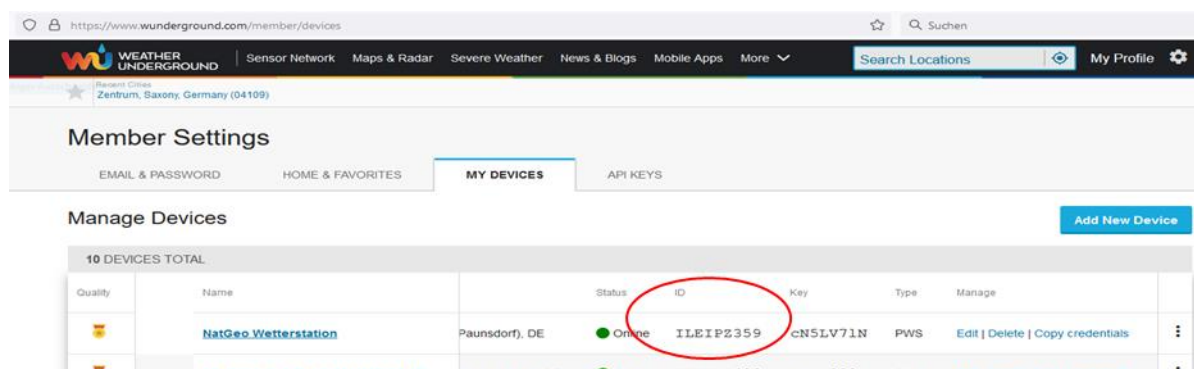 https://www.wunderground.com/member/devices Suchen
WEATHER UNDERGROUND Sensor Network Maps & Radar Severe Weather News & Blogs Mobile Apps More Search Locations My Profile
Recent Cities
Zentrum, Saxony, Germany (04109)
Member Settings
EMAIL & PASSWORD HOME & FAVORITES MY DEVICES API KEYS
Manage Devices Add New Device
10 DEVICES TOTAL
Quality Name Status ID Key Type Manage
NatGeo Wetterstation Paunsdorf), DE Online ILEIPZ359 cN5LV71N PWS Edit | Delete | Copy credentials